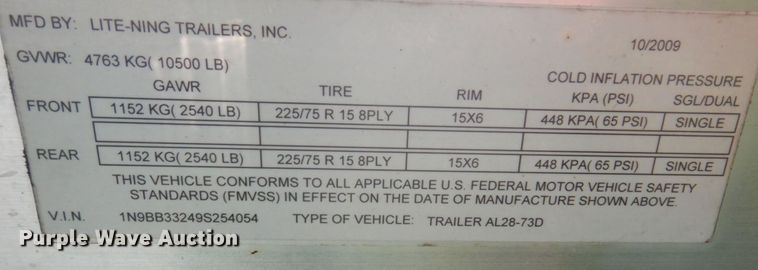 MFD BY: LITE-NING TRAILERS, INC.
10/2009
GVWR: 4763 KG( 10500 LB)
GAWR TIRE RIM COLD INFLATION PRESSURE
KPA (PSI) SGL/DUAL
FRONT 1152 KG( 2540 LB) 225/75 R 15 8PLY 15X6 448 KPA( 65 PSI) SINGLE
REAR 1152 KG( 2540 LB) 225/75 R 15 8PLY 15X6 448 KPA( 65 PSI) SINGLE
THIS VEHICLE CONFORMS TO ALL APPLICABLE U.S. FEDERAL MOTOR VEHICLE SAFETY
STANDARDS (FMVSS) IN EFFECT ON THE DATE OF MANUFACTURE SHOWN ABOVE.
V.I.N. 1N9BB33249S254054 TYPE OF VEHICLE: TRAILER AL28-73D
Purple Wave Auction